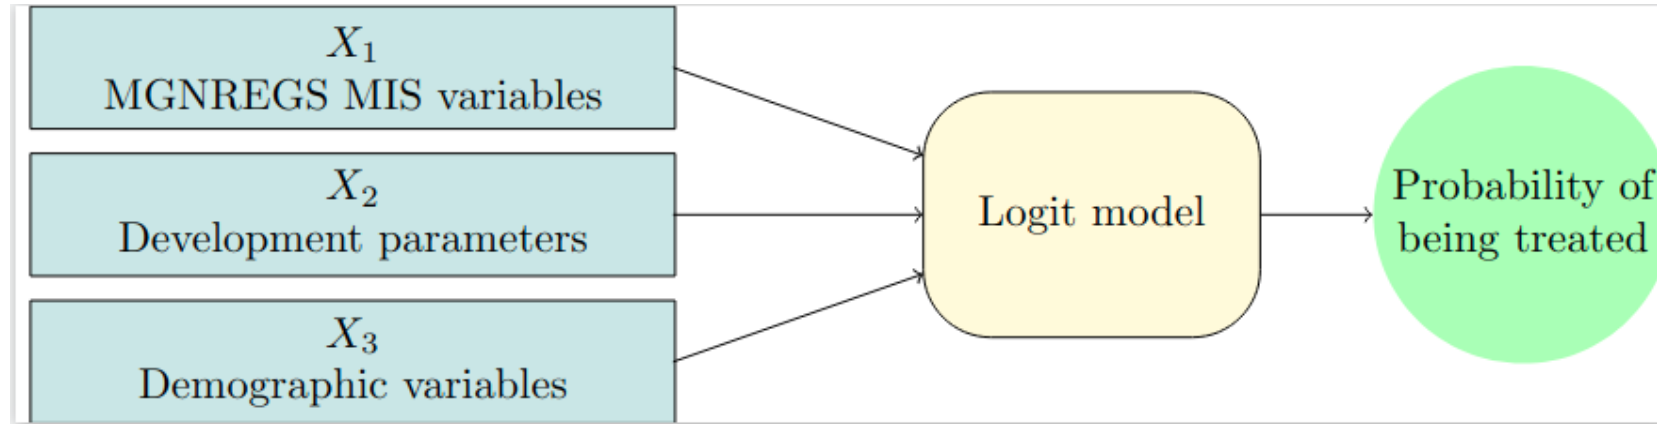 X₁
MGNREGS MIS variables
X₂
Development parameters
X₃
Demographic variables
Logit model
Probability of
being treated